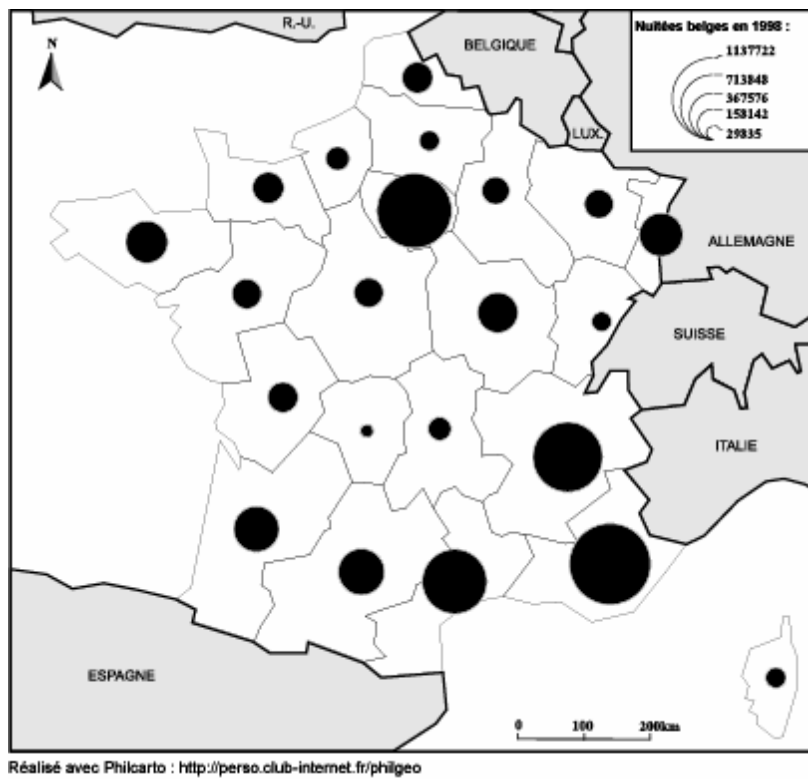 R.-U.
N
BELGIQUE
LUX.
Nuitées belges en 1998 :
1137722
713848
367576
158142
29835
ALLEMAGNE
SUISSE
ITALIE
ESPAGNE
0 100 200km
Réalisé avec Philcarto : http://perso.club-internet.fr/philgeo